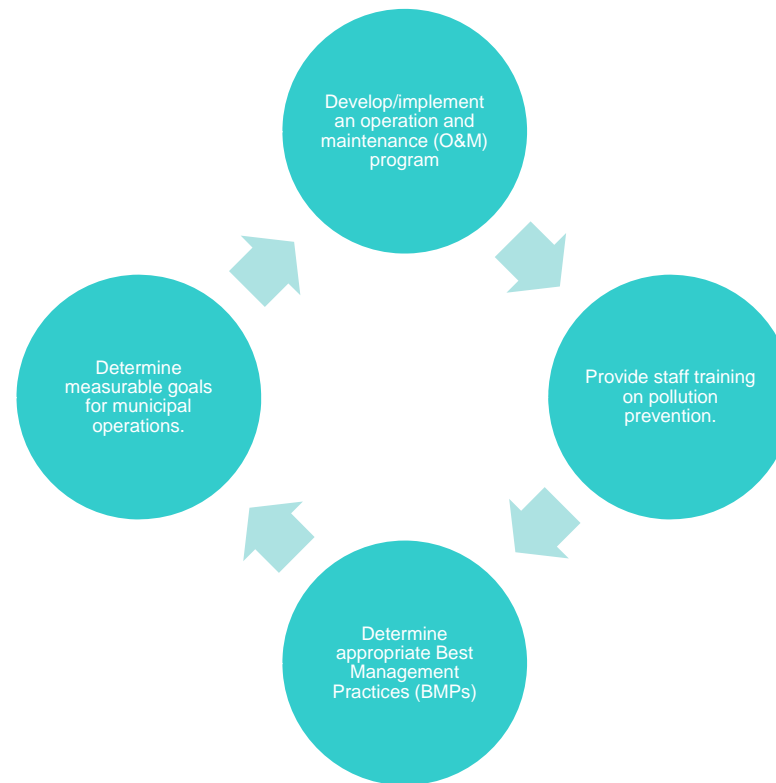 Develop/implement
an operation and
maintenance (O&M)
program
Provide staff training
on pollution
prevention.
Determine
appropriate Best
Management
Practices (BMPs)
Determine
measurable goals
for municipal
operations.